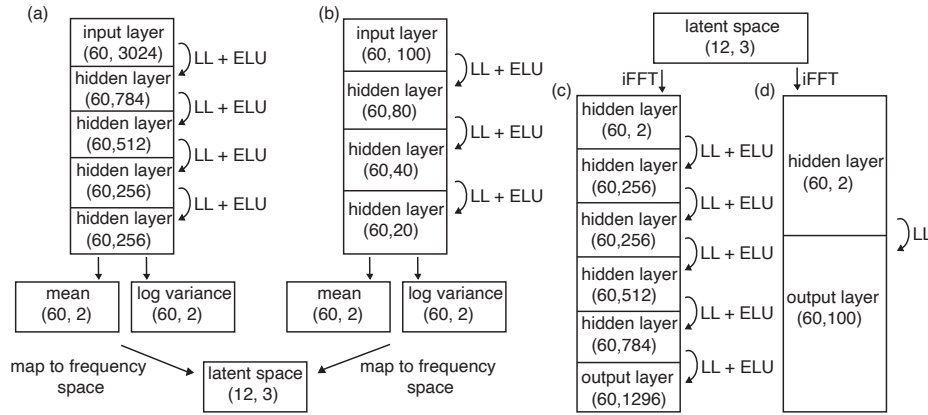 (a)
input layer
(60, 3024)
LL + ELU
hidden layer
(60,784)
LL + ELU
hidden layer
(60,512)
LL + ELU
hidden layer
(60,256)
LL + ELU
hidden layer
(60,256)
mean
(60, 2)
log variance
(60, 2)
map to frequency
space
(b)
input layer
(60, 100)
LL + ELU
hidden layer
(60,80)
LL + ELU
hidden layer
(60,40)
LL + ELU
hidden layer
(60,20)
mean
(60, 2)
log variance
(60, 2)
map to frequency
space
latent space
(12, 3)
latent space
(12, 3)
iFFT
iFFT
(c)
hidden layer
(60, 2)
LL + ELU
hidden layer
(60,256)
LL + ELU
hidden layer
(60,256)
LL + ELU
hidden layer
(60,512)
LL + ELU
hidden layer
(60,784)
LL + ELU
output layer
(60,1296)
(d)
hidden layer
(60, 2)
LL
output layer
(60,100)